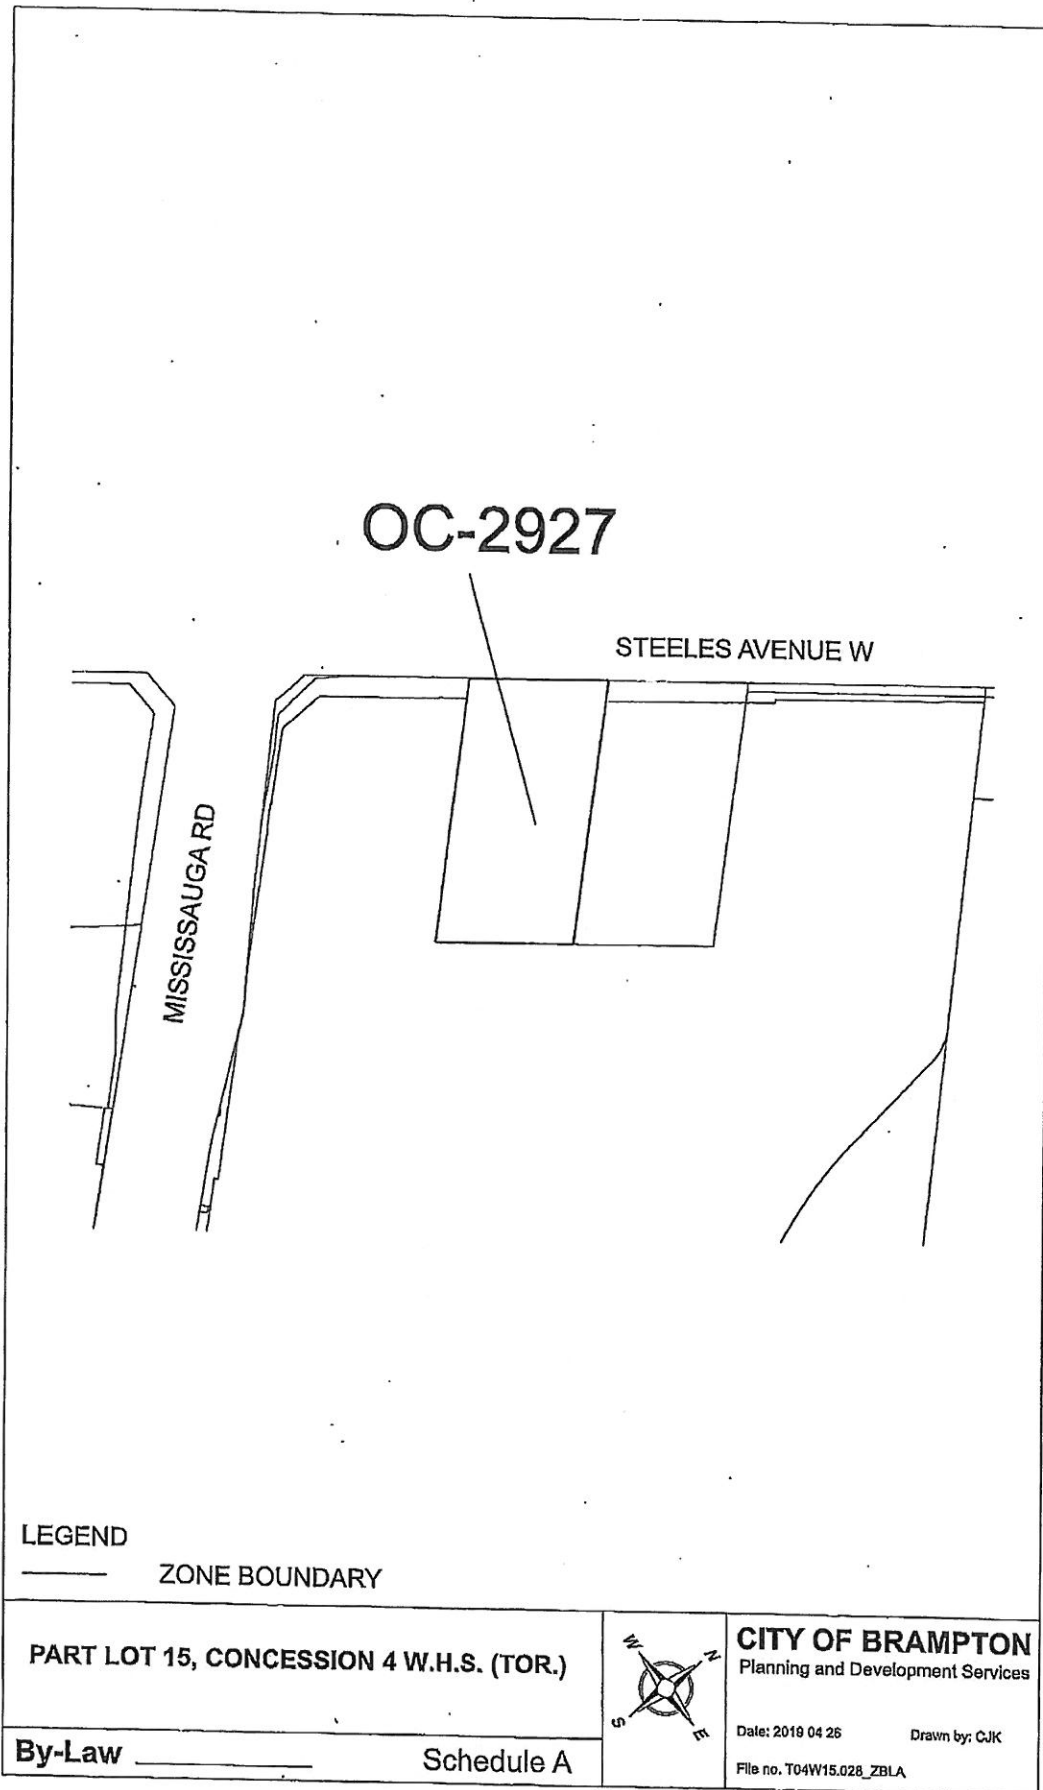 OC-2927
STEELES AVENUE W
MISSISSAUGA RD
LEGEND
ZONE BOUNDARY
PART LOT 15, CONCESSION 4 W.H.S. (TOR.)
By-Law
Schedule A
W
N
S
E
CITY OF BRAMPTON
Planning and Development Services
Date: 2019 04 26
Drawn by: CJK
File no. T04W15.028_ZBLA